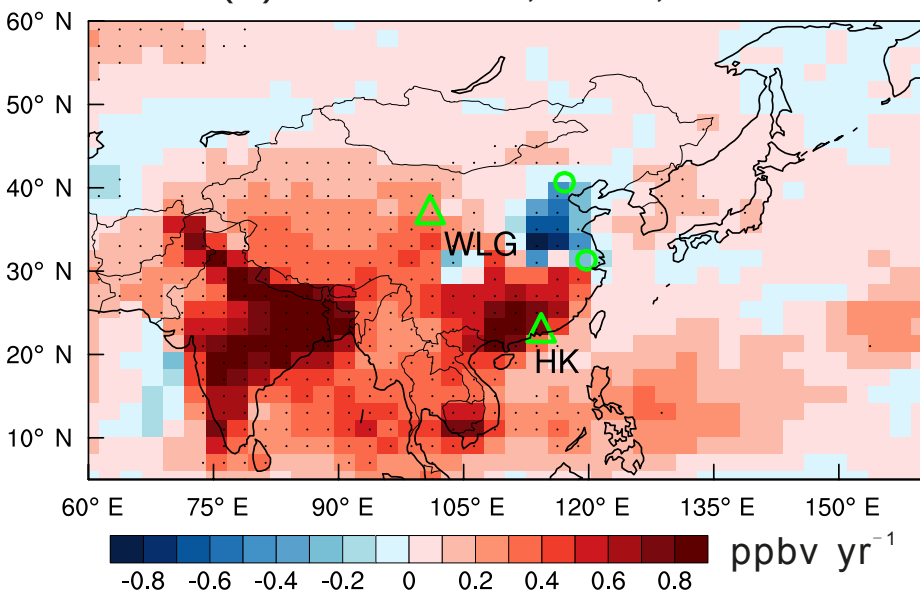 60° N
50° N
40° N
WLG
30° N
20° N
HK
10° N
60° E 75° E 90° E 105° E 120° E 135° E 150° E
-0.8 -0.6 -0.4 -0.2 0 0.2 0.4 0.6 0.8 ppbv yr⁻¹